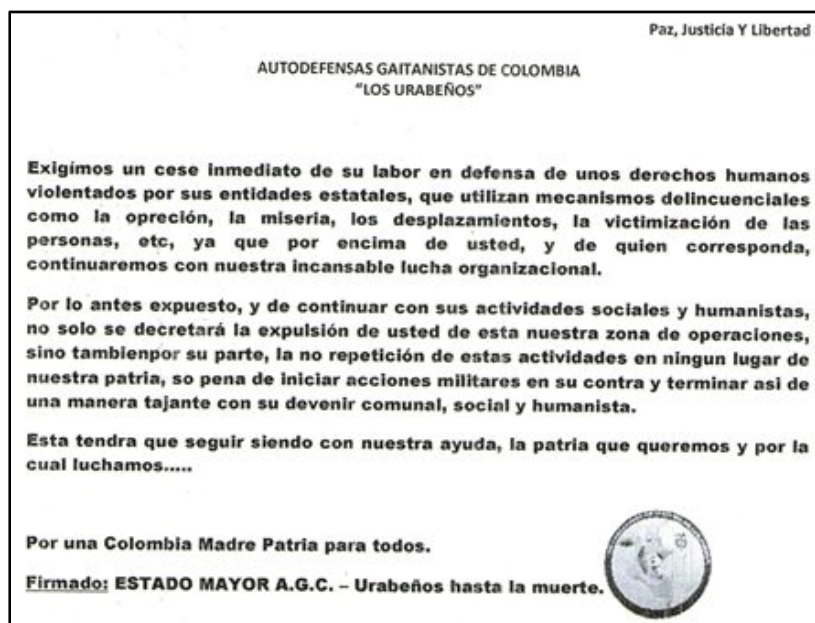 Paz, Justicia Y Libertad
AUTODEFENSAS GAITANISTAS DE COLOMBIA
"LOS URABEÑOS"
Exigímos un cese inmediato de su labor en defensa de unos derechos humanos
violentados por sus entidades estatales, que utilizan mecanismos delincuenciales
como la opreción, la miseria, los desplazamientos, la victimización de las
personas, etc, ya que por encima de usted, y de quien corresponda,
continuaremos con nuestra incansable lucha organizacional.
Por lo antes expuesto, y de continuar con sus actividades sociales y humanistas,
no solo se decretará la expulsión de usted de esta nuestra zona de operaciones,
sino tambienpor su parte, la no repetición de estas actividades en ningun lugar de
nuestra patria, so pena de iniciar acciones militares en su contra y terminar asi de
una manera tajante con su devenir comunal, social y humanista.
Esta tendra que seguir siendo con nuestra ayuda, la patria que queremos y por la
cual luchamos.....
Por una Colombia Madre Patria para todos.
Firmado: ESTADO MAYOR A.G.C. – Urabeños hasta la muerte.